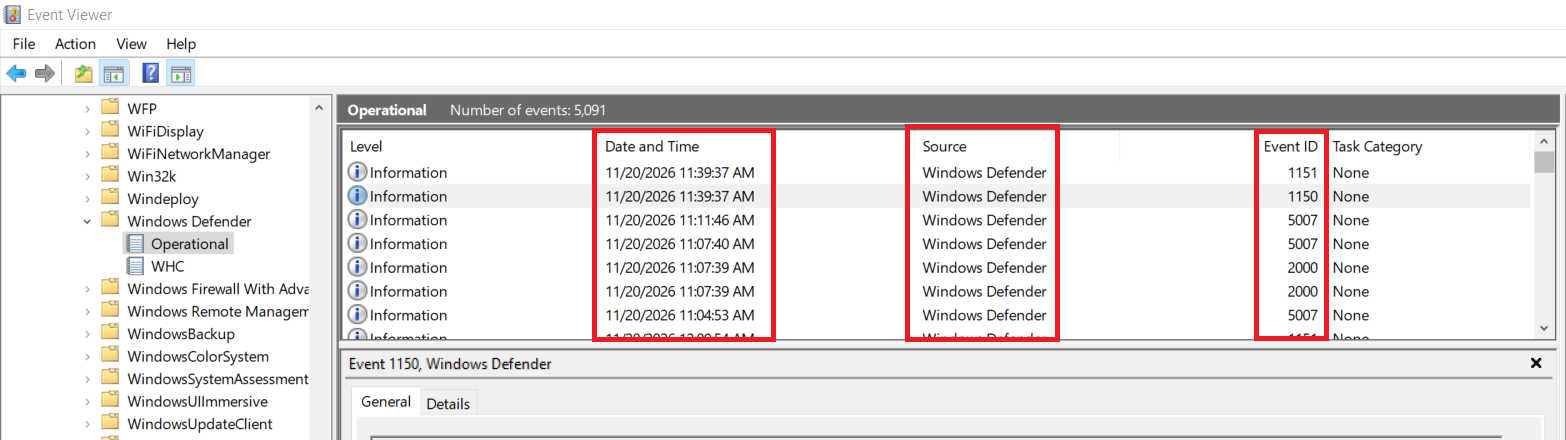 Event Viewer
File Action View Help
WFP
WiFiDisplay
WiFiNetworkManager
Win32k
Windeploy
Windows Defender
Operational
WHC
Windows Firewall With Adva
Windows Remote Managem
WindowsBackup
WindowsColorSystem
WindowsSystemAssessment
WindowsUIImmersive
WindowsUpdateClient
Operational Number of events: 5,091
Level Date and Time Source Event ID Task Category
Information 11/20/2026 11:39:37 AM Windows Defender 1151 None
Information 11/20/2026 11:39:37 AM Windows Defender 1150 None
Information 11/20/2026 11:11:46 AM Windows Defender 5007 None
Information 11/20/2026 11:07:40 AM Windows Defender 5007 None
Information 11/20/2026 11:07:39 AM Windows Defender 2000 None
Information 11/20/2026 11:07:39 AM Windows Defender 2000 None
Information 11/20/2026 11:04:53 AM Windows Defender 5007 None
Information Windows Defender 1151 None
Event 1150, Windows Defender
General Details